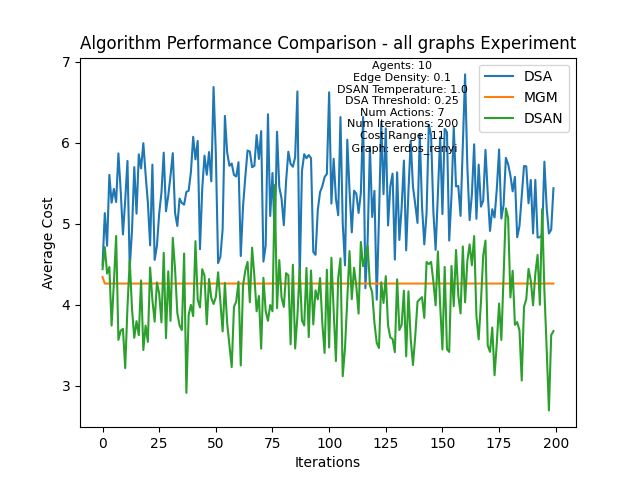 Algorithm Performance Comparison - all graphs Experiment
Agents: 10
Edge Density: 0.1
DSAN Temperature: 1.0
DSA Threshold: 0.25
Num Actions: 7
Num Iterations: 200
Cost Range: 11
Graph: erdos_renyi
DSA
MGM
DSAN
Average Cost
7
6
5
4
3
0
25
50
75
100
125
150
175
200
Iterations